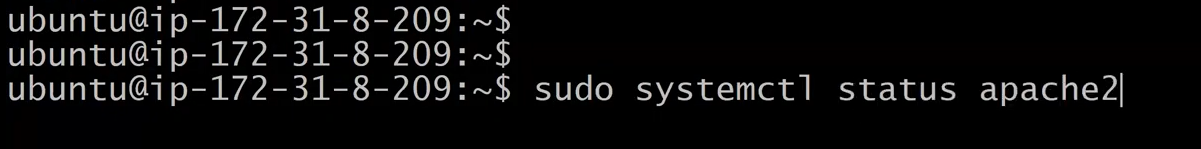 ubuntu@ip-172-31-8-209:~$
ubuntu@ip-172-31-8-209:~$
ubuntu@ip-172-31-8-209:~$ sudo systemctl status apache2